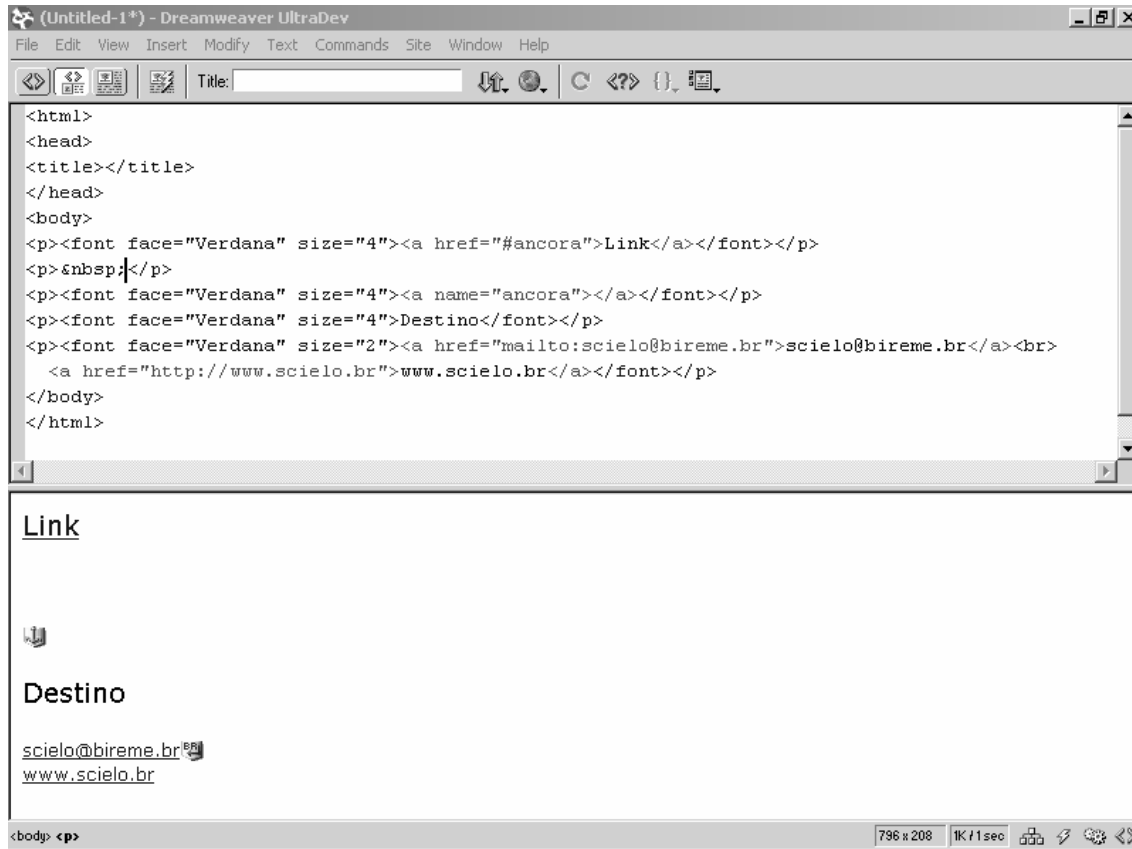 (Untitled-1*) - Dreamweaver UltraDev
File Edit View Insert Modify Text Commands Site Window Help
Title:
<html>
<head>
<title></title>
</head>
<body>
<p><font face="Verdana" size="4"><a href="#ancora">Link</a></font></p>
<p>&nbsp;</p>
<p><font face="Verdana" size="4"><a name="ancora"></a></font></p>
<p><font face="Verdana" size="4">Destino</font></p>
<p><font face="Verdana" size="2"><a href="mailto:scielo@bireme.br">scielo@bireme.br</a><br>
<a href="http://www.scielo.br">www.scielo.br</a></font></p>
</body>
</html>
Link
Destino
scielo@bireme.br BR
www.scielo.br
<body> <p> 796 x 208 1K / 1 sec